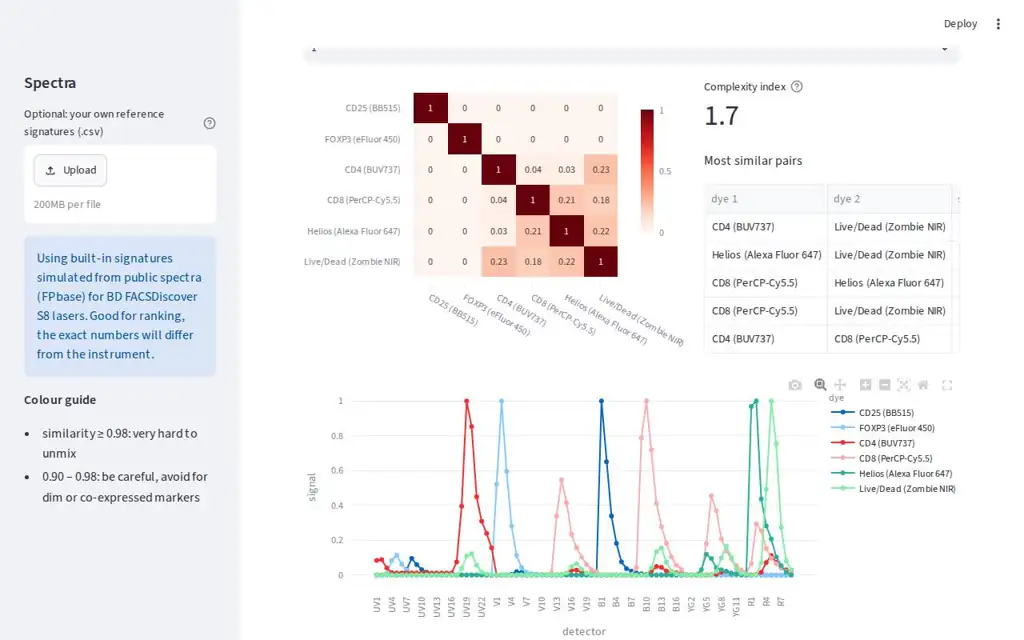 Deploy
Spectra
Optional: your own reference
signatures (.csv)
Upload
200MB per file
Using built-in signatures
simulated from public spectra
(FPbase) for BD FACSDiscover
S8 lasers. Good for ranking,
the exact numbers will differ
from the instrument.
Colour guide
similarity ≥ 0.98: very hard to
unmix
0.90 – 0.98: be careful, avoid for
dim or co-expressed markers
CD25 (BB515) 1 0 0 0 0 0
FOXP3 (eFluor 450) 0 1 0 0 0 0
CD4 (BUV737) 0 0 1 0.04 0.03 0.23
CD8 (PerCP-Cy5.5) 0 0 0.04 1 0.21 0.18
Helios (Alexa Fluor 647) 0 0 0.03 0.21 1 0.22
Live/Dead (Zombie NIR) 0 0 0.23 0.18 0.22 1
CD25 (BB515)
FOXP3 (eFluor 450)
CD4 (BUV737)
CD8 (PerCP-Cy5.5)
Helios (Alexa Fluor 647)
Live/Dead (Zombie NIR)
1
0.5
0
Complexity index
1.7
Most similar pairs
dye 1 dye 2
CD4 (BUV737) Live/Dead (Zombie NIR)
Helios (Alexa Fluor 647) Live/Dead (Zombie NIR)
CD8 (PerCP-Cy5.5) Helios (Alexa Fluor 647)
CD8 (PerCP-Cy5.5) Live/Dead (Zombie NIR)
CD4 (BUV737) CD8 (PerCP-Cy5.5)
dye
CD25 (BB515)
FOXP3 (eFluor 450)
CD4 (BUV737)
CD8 (PerCP-Cy5.5)
Helios (Alexa Fluor 647)
Live/Dead (Zombie NIR)
signal
1
0.8
0.6
0.4
0.2
0
UV1 UV4 UV7 UV10 UV13 UV16 UV19 UV22 V1 V4 V7 V10 V13 V16 V19 B1 B4 B7 B10 B13 B16 YG2 YG5 YG8 YG11 R1 R4 R7
detector